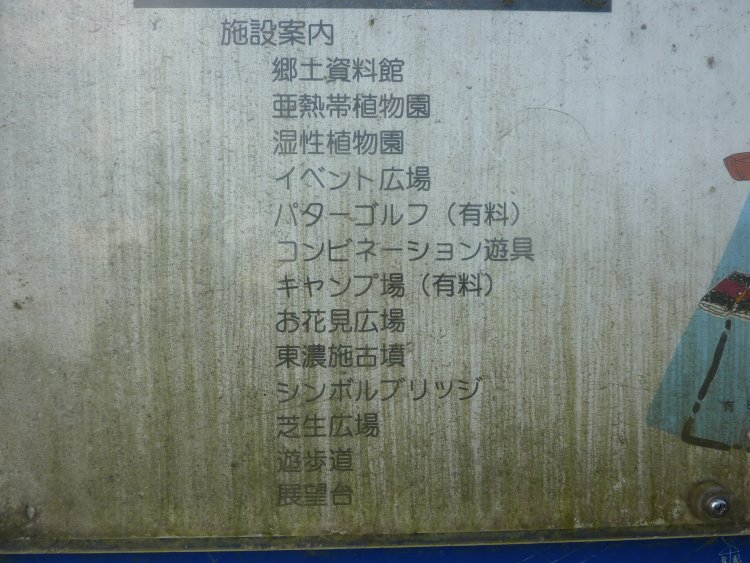 施設案内
郷土資料館
亜熱帯植物園
湿性植物園
イベント広場
パターゴルフ(有料)
コンビネーション遊具
キャンプ場(有料)
お花見広場
東濃施古墳
シンボルブリッジ
芝生広場
遊歩道
展望台
有